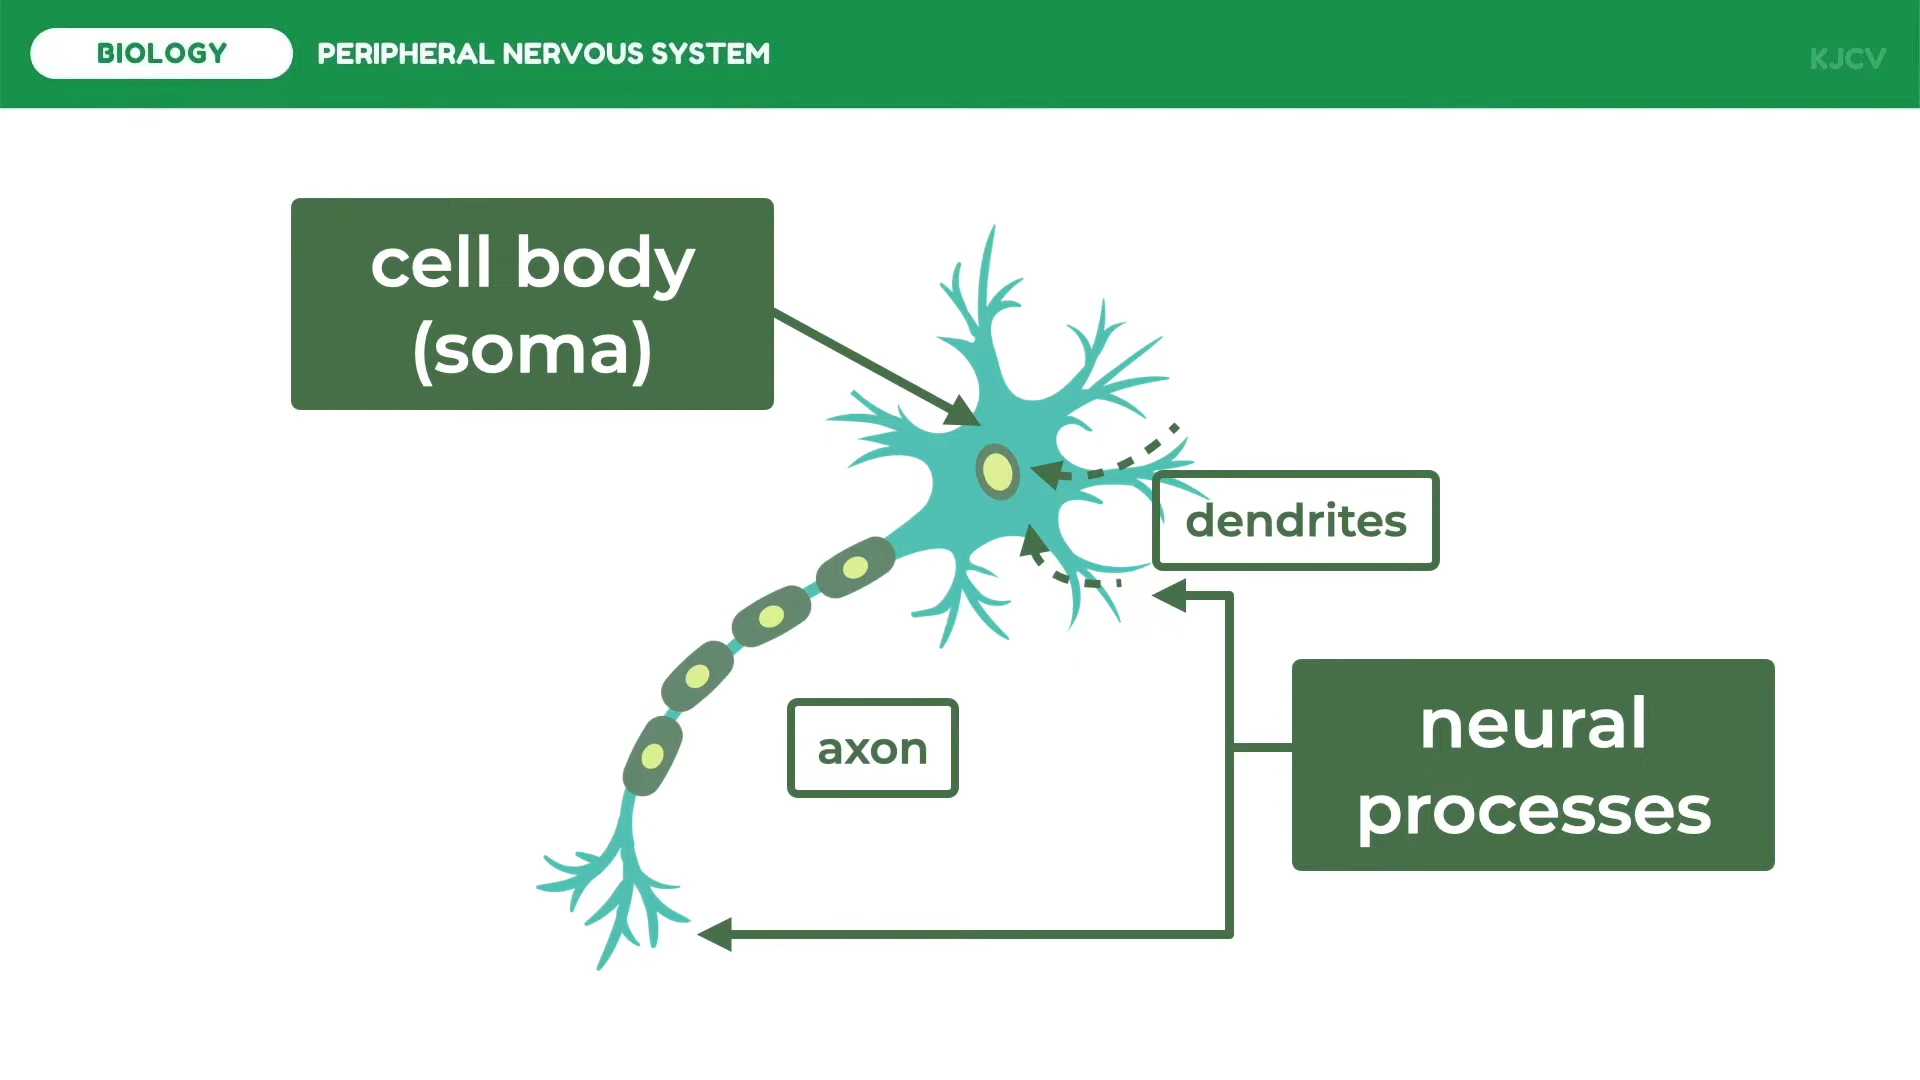 BIOLOGY
PERIPHERAL NERVOUS SYSTEM
KJCV
cell body
(soma)
dendrites
axon
neural
processes